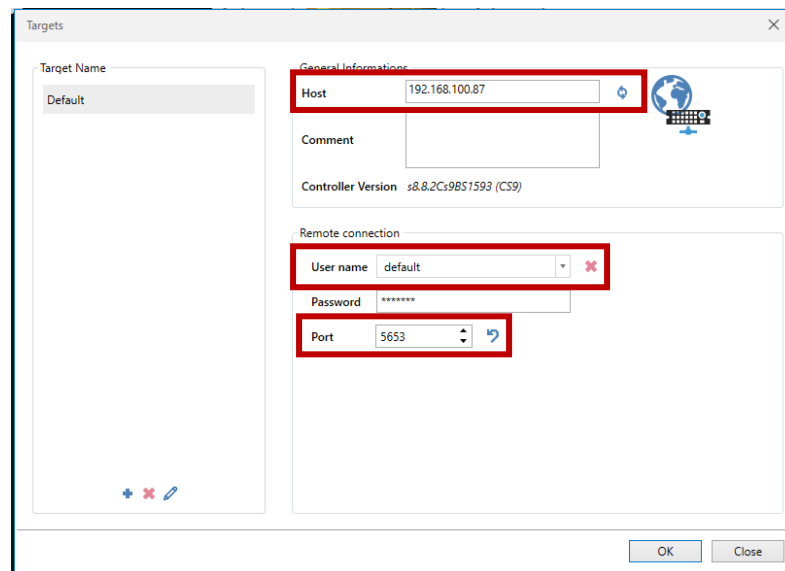 Targets
Target Name
Default
General Informations
Host 192.168.100.87
Comment
Controller Version s8.8.2Cs9BS1593 (CS9)
Remote connection
User name default
Password *******
Port 5653
OK Close